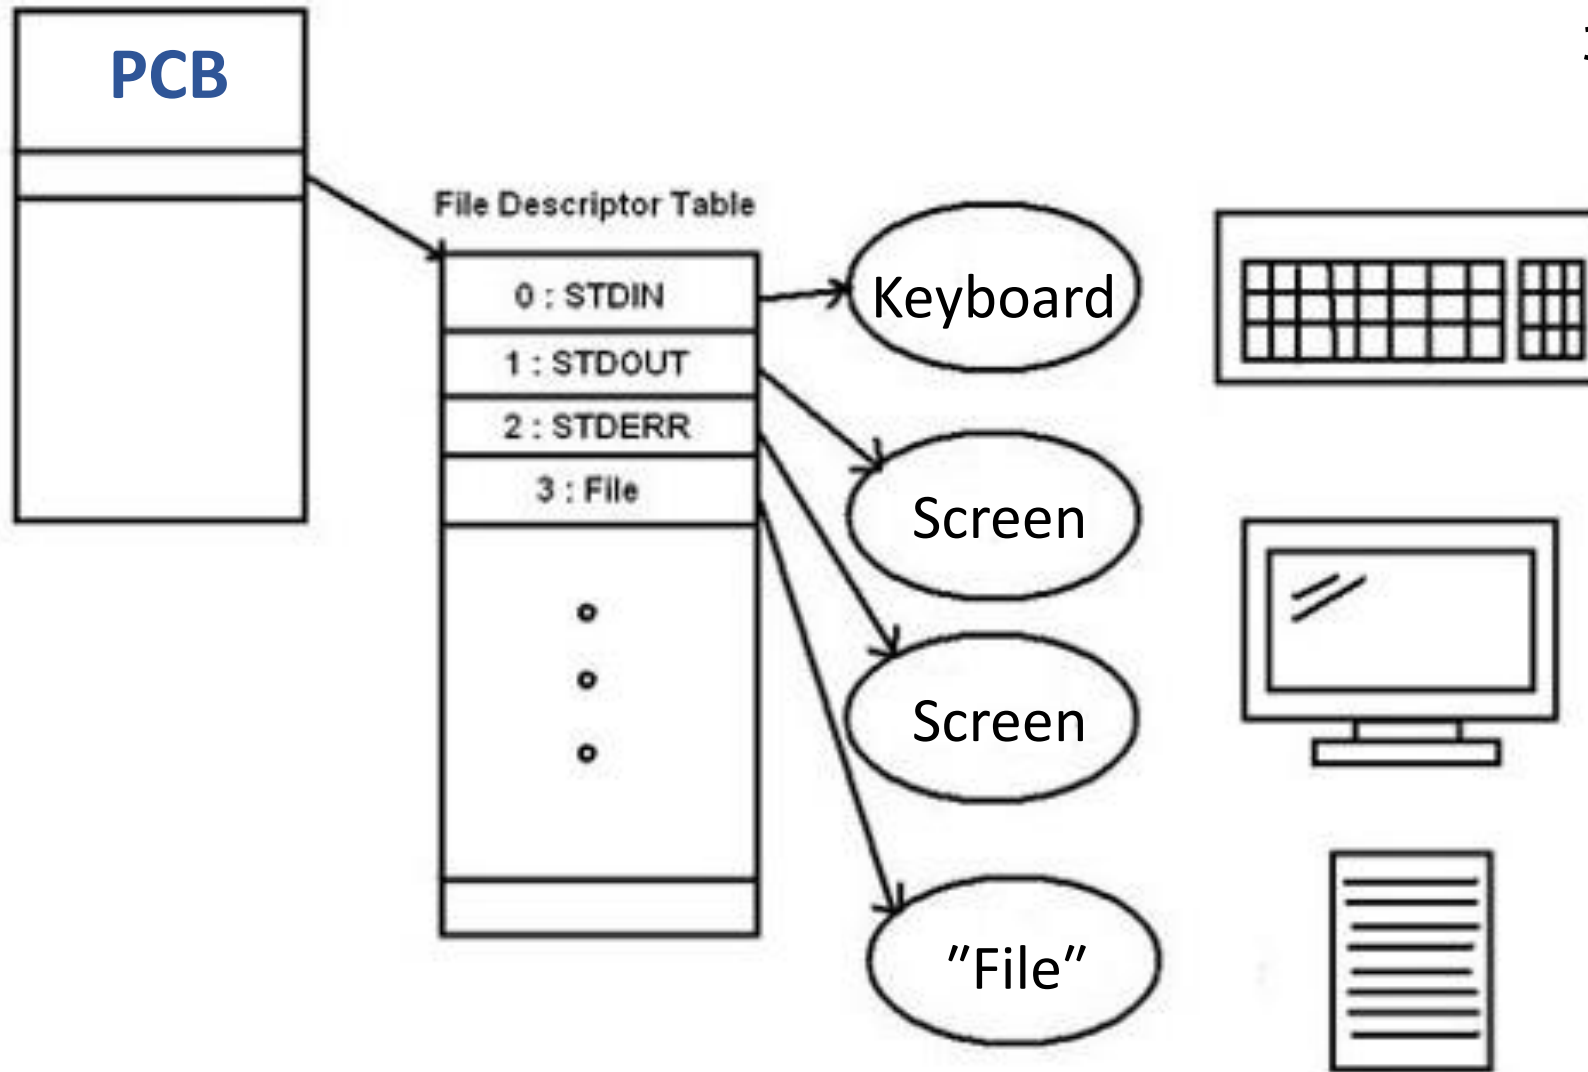 PCB
File Descriptor Table
0 : STDIN
1 : STDOUT
2 : STDERR
3 : File
Keyboard
Screen
Screen
″File″